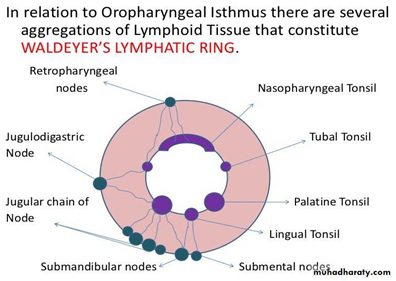 In relation to Oropharyngeal Isthmus there are several
aggregations of Lymphoid Tissue that constitute
WALDEYER'S LYMPHATIC RING.
Retropharyngeal
nodes
Nasopharyngeal Tonsil
Jugulodigastric
Node
Tubal Tonsil
Jugular chain of
Node
Palatine Tonsil
Lingual Tonsil
Submandibular nodes
Submental nodes
muhadharaty.com